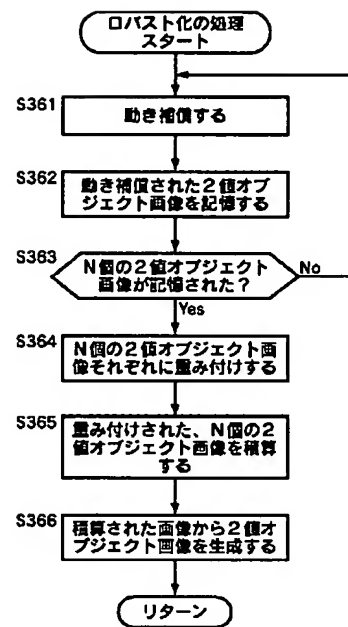 ロバスト化の処理
スタート
S361
動き補償する
S362
動き補償された2値オブ
ジェクト画像を記憶する
S363
N個の2値オブジェクト
画像が記憶された?
No
Yes
S364
N個の2値オブジェクト画
像それぞれに重み付けする
S365
重み付けされた、N個の2
値オブジェクト画像を積算
する
S366
積算された画像から2値オ
ブジェクト画像を生成する
リターン